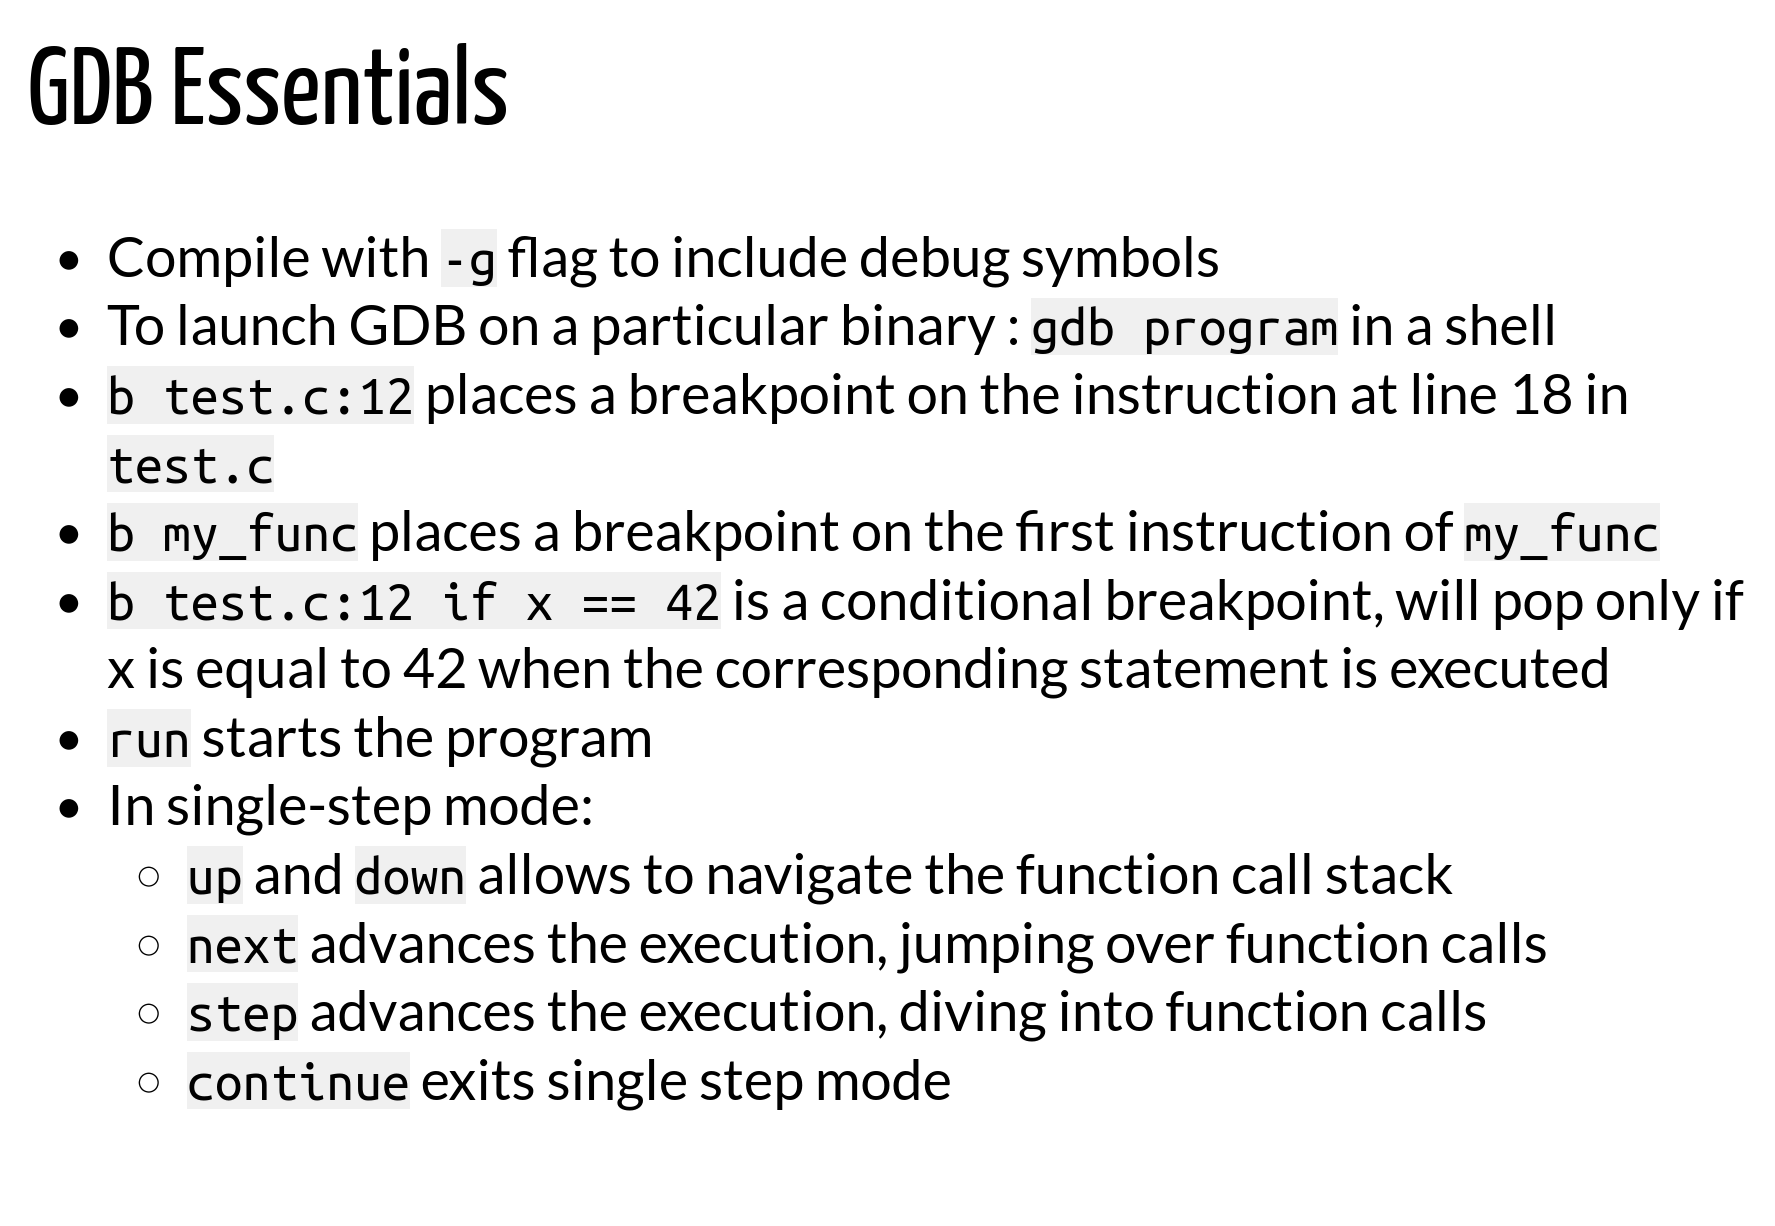 GDB Essentials
• Compile with -g flag to include debug symbols
• To launch GDB on a particular binary : gdb program in a shell
• b test.c:12 places a breakpoint on the instruction at line 18 in
test.c
• b my_func places a breakpoint on the first instruction of my_func
• b test.c:12 if x == 42 is a conditional breakpoint, will pop only if
x is equal to 42 when the corresponding statement is executed
• run starts the program
• In single-step mode:
○ up and down allows to navigate the function call stack
○ next advances the execution, jumping over function calls
○ step advances the execution, diving into function calls
○ continue exits single step mode